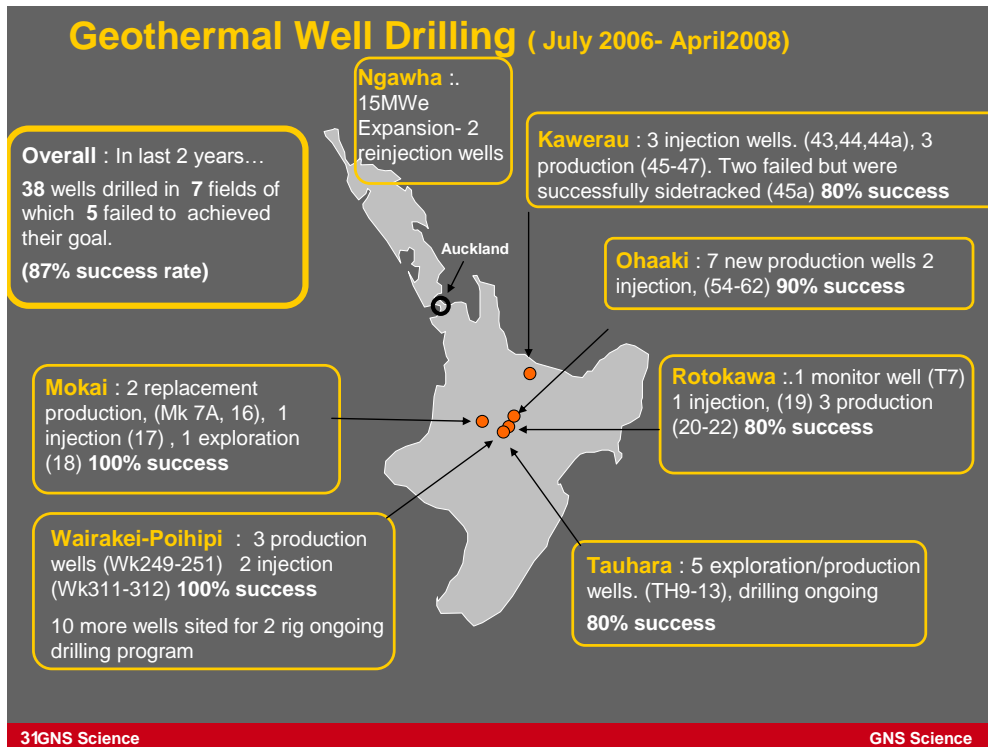 Geothermal Well Drilling ( July 2006- April2008)
Ngawha :.
15MWe
Expansion- 2
reinjection wells
Overall : In last 2 years…
38 wells drilled in 7 fields of
which 5 failed to achieved
their goal.
(87% success rate)
Kawerau : 3 injection wells. (43,44,44a), 3
production (45-47). Two failed but were
successfully sidetracked (45a) 80% success
Auckland
Ohaaki : 7 new production wells 2
injection, (54-62) 90% success
Mokai : 2 replacement
production, (Mk 7A, 16), 1
injection (17) , 1 exploration
(18) 100% success
Rotokawa :.1 monitor well (T7)
1 injection, (19) 3 production
(20-22) 80% success
Wairakei-Poihipi : 3 production
wells (Wk249-251) 2 injection
(Wk311-312) 100% success
10 more wells sited for 2 rig ongoing
drilling program
Tauhara : 5 exploration/production
wells. (TH9-13), drilling ongoing
80% success
31GNS Science
GNS Science